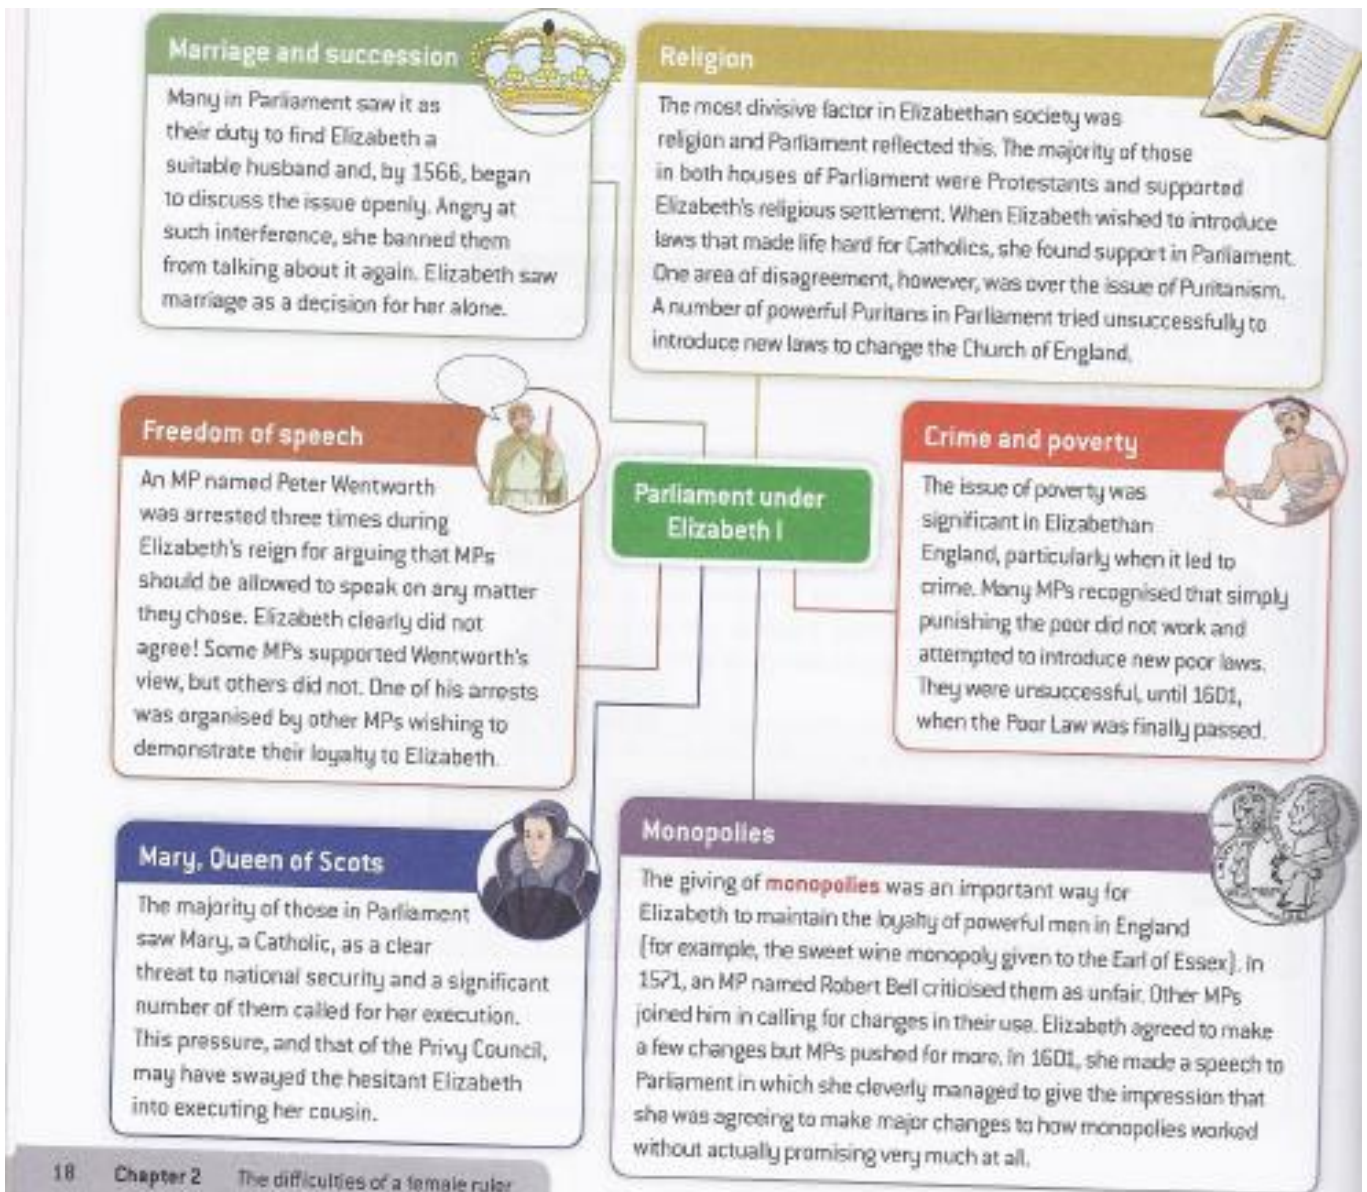 Marriage and succession
Many in Parliament saw it as
their duty to find Elizabeth a
suitable husband and, by 1566, began
to discuss the issue openly. Angry at
such interference, she banned them
from talking about it again. Elizabeth saw
marriage as a decision for her alone.
Religion
The most divisive factor in Elizabethan society was
religion and Parliament reflected this. The majority of those
in both houses of Parliament were Protestants and supported
Elizabeth's religious settlement. When Elizabeth wished to introduce
laws that made life hard for Catholics, she found support in Parliament.
One area of disagreement, however, was over the issue of Puritanism.
A number of powerful Puritans in Parliament tried unsuccessfully to
introduce new laws to change the Church of England.
Freedom of speech
An MP named Peter Wentworth
was arrested three times during
Elizabeth's reign for arguing that MPs
should be allowed to speak on any matter
they chose. Elizabeth clearly did not
agree! Some MPs supported Wentworth's
view, but others did not. One of his arrests
was organised by other MPs wishing to
demonstrate their loyalty to Elizabeth.
Parliament under
Elizabeth I
Crime and poverty
The issue of poverty was
significant in Elizabethan
England, particularly when it led to
crime. Many MPs recognised that simply
punishing the poor did not work and
attempted to introduce new poor laws.
They were unsuccessful, until 1601,
when the Poor Law was finally passed.
Mary, Queen of Scots
The majority of those in Parliament
saw Mary, a Catholic, as a clear
threat to national security and a significant
number of them called for her execution.
This pressure, and that of the Privy Council,
may have swayed the hesitant Elizabeth
into executing her cousin.
Monopolies
The giving of monopolies was an important way for
Elizabeth to maintain the loyalty of powerful men in England
(for example, the sweet wine monopoly given to the Earl of Essex). In
1571, an MP named Robert Bell criticised them as unfair. Other MPs
joined him in calling for changes in their use. Elizabeth agreed to make
a few changes but MPs pushed for more. In 1601, she made a speech to
Parliament in which she cleverly managed to give the impression that
she was agreeing to make major changes to how monopolies worked
without actually promising very much at all.
18 Chapter 2 The difficulties of a female ruler